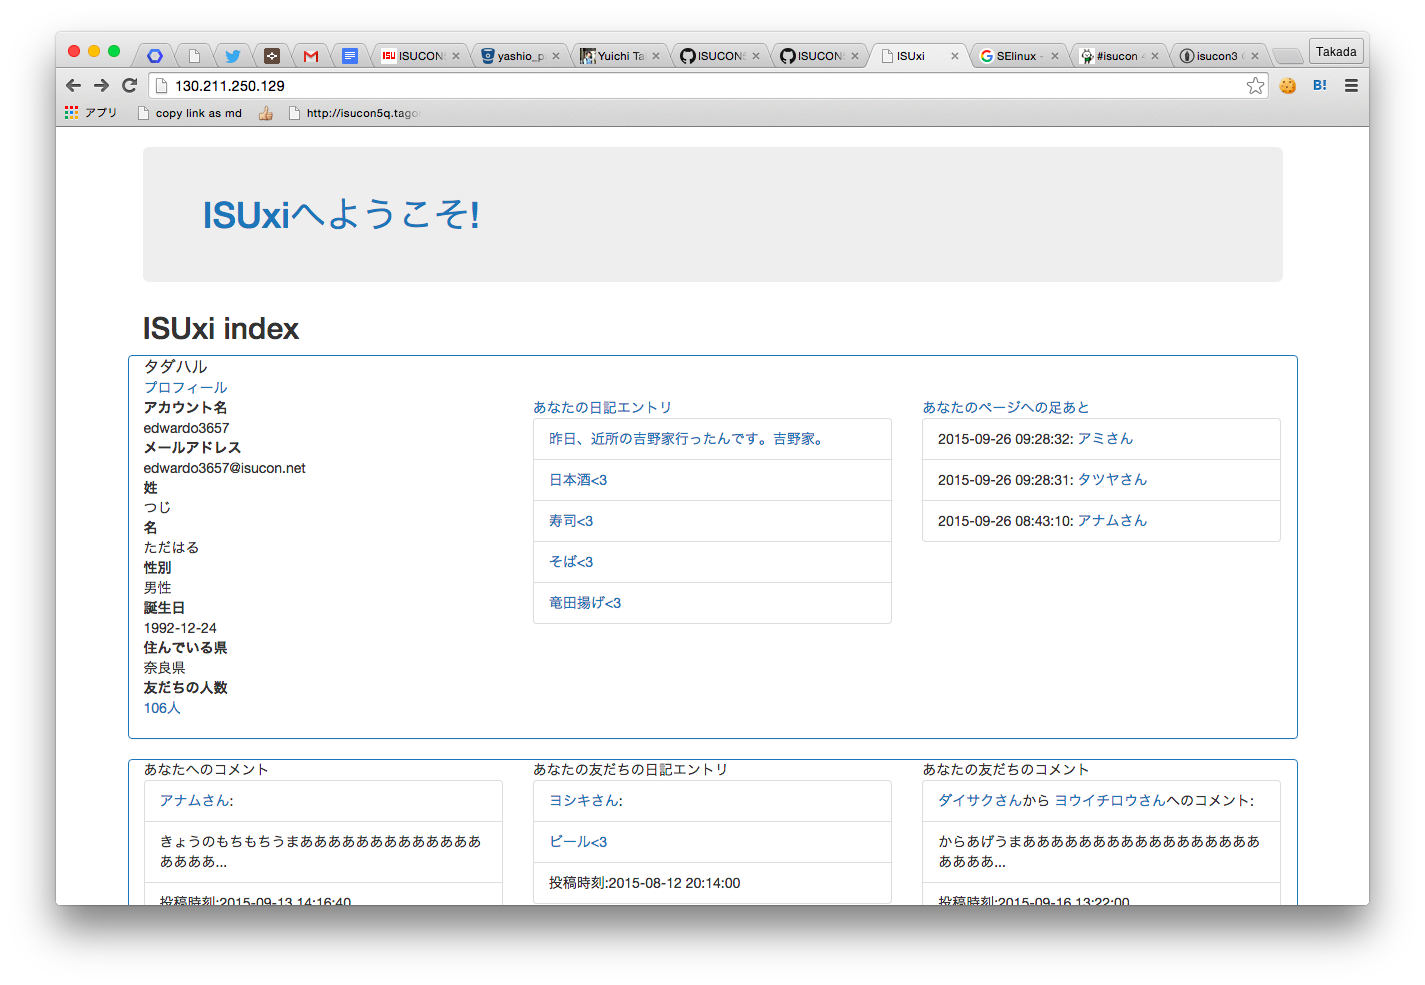 ISUCON
yashio_p
Yuichi Ta
ISUCON
ISUCON
ISUxi
SElinux -
#isucon
isucon3
Takada
130.211.250.129
B!
アプリ
copy link as md
http://isucon5q.tago
ISUxiへようこそ!
ISUxi index
タダハル
プロフィール
アカウント名
edwardo3657
メールアドレス
edwardo3657@isucon.net
姓
つじ
名
ただはる
性別
男性
誕生日
1992-12-24
住んでいる県
奈良県
友だちの人数
106人
あなたの日記エントリ
昨日、近所の吉野家行ったんです。吉野家。
日本酒<3
寿司<3
そば<3
竜田揚げ<3
あなたのページへの足あと
2015-09-26 09:28:32: アミさん
2015-09-26 09:28:31: タツヤさん
2015-09-26 08:43:10: アナムさん
あなたへのコメント
アナムさん:
きょうのもちもちうまあああああああああああああ
ああああ...
投稿時刻:2015-09-13 14:16:40
あなたの友だちの日記エントリ
ヨシキさん:
ビール<3
投稿時刻:2015-08-12 20:14:00
あなたの友だちのコメント
ダイサクさんから ヨウイチロウさんへのコメント:
からあげうまあああああああああああああああああ
ああああ...
投稿時刻:2015-09-16 13:22:00